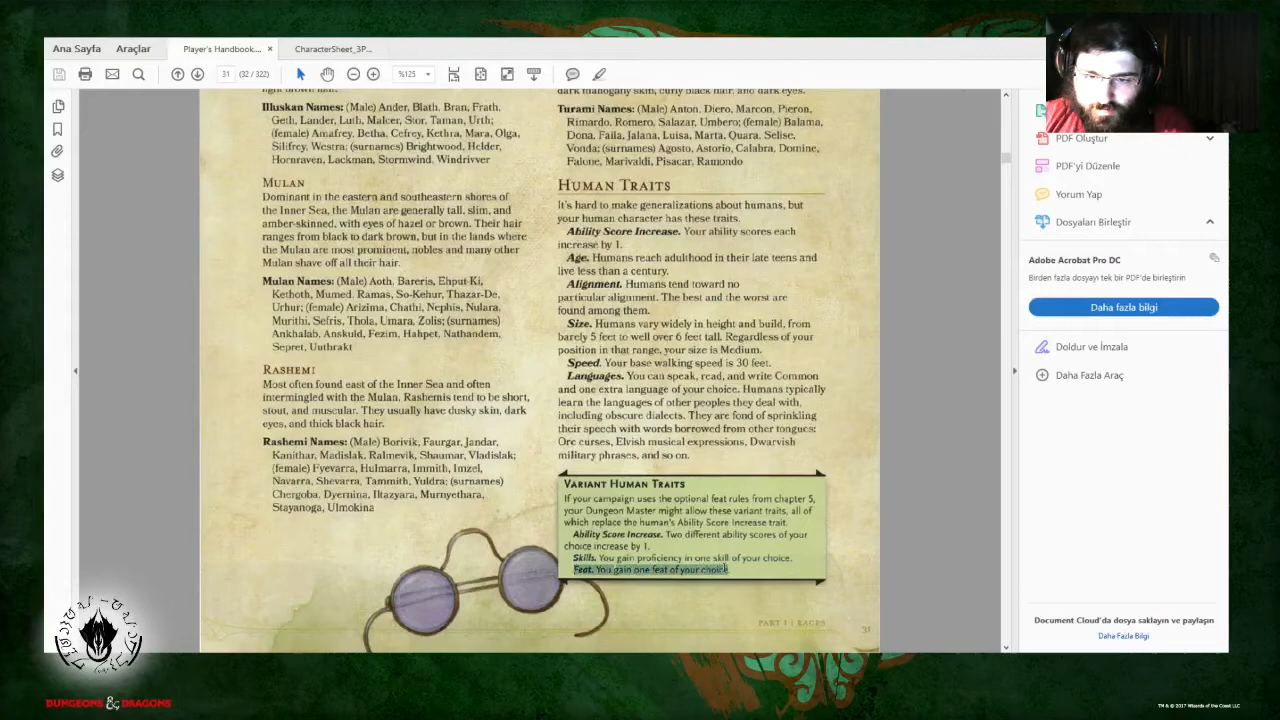 Ana Sayfa
Araçlar
Player's Handbook....
×
CharacterSheet_3P...
31
(32 / 322)
%125
Illuskan Names: (Male) Ander, Blath, Bran, Frath,
Geth, Lander, Luth, Malcer, Stor, Taman, Urth;
(female) Amafrey, Betha, Cefrey, Kethra, Mara, Olga,
Silifrey, Westra; (surnames) Brightwood, Helder,
Hornraven, Lackman, Stormwind, Windrivver
MULAN
Dominant in the eastern and southeastern shores of
the Inner Sea, the Mulan are generally tall, slim, and
amber-skinned, with eyes of hazel or brown. Their hair
ranges from black to dark brown, but in the lands where
the Mulan are most prominent, nobles and many other
Mulan shave off all their hair.
Mulan Names: (Male) Aoth, Bareris, Ehput-Ki,
Kethoth, Mumed, Ramas, So-Kehur, Thazar-De,
Urhur; (female) Arizima, Chathi, Nephis, Nulara,
Murithi, Sefris, Thola, Umara, Zolis; (surnames)
Ankhalab, Anskuld, Fezim, Hahpet, Nathandem,
Sepret, Uuthrakt
RASHEMI
Most often found east of the Inner Sea and often
intermingled with the Mulan, Rashemis tend to be short,
stout, and muscular. They usually have dusky skin, dark
eyes, and thick black hair.
Rashemi Names: (Male) Borivik, Faurgar, Jandar,
Kanithar, Madislak, Ralmevik, Shaumar, Vladislak;
(female) Fyevarra, Hulmarra, Immith, Imzel,
Navarra, Shevarra, Tammith, Yuldra; (surnames)
Chergoba, Dyernina, Iltazyara, Murnyethara,
Stayanoga, Ulmokina
dark mahogany skin, curly black hair, and dark eyes.
Turami Names: (Male) Anton, Diero, Marcon, Pieron,
Rimardo, Romero, Salazar, Umbero; (female) Balama,
Dona, Faila, Jalana, Luisa, Marta, Quara, Selise,
Vonda; (surnames) Agosto, Astorio, Calabra, Domine,
Falone, Marivaldi, Pisacar, Ramondo
HUMAN TRAITS
It's hard to make generalizations about humans, but
your human character has these traits.
Ability Score Increase. Your ability scores each
increase by 1.
Age. Humans reach adulthood in their late teens and
live less than a century.
Alignment. Humans tend toward no
particular alignment. The best and the worst are
found among them.
Size. Humans vary widely in height and build, from
barely 5 feet to well over 6 feet tall. Regardless of your
position in that range, your size is Medium.
Speed. Your base walking speed is 30 feet.
Languages. You can speak, read, and write Common
and one extra language of your choice. Humans typically
learn the languages of other peoples they deal with,
including obscure dialects. They are fond of sprinkling
their speech with words borrowed from other tongues:
Orc curses, Elvish musical expressions, Dwarvish
military phrases, and so on.
VARIANT HUMAN TRAITS
If your campaign uses the optional feat rules from chapter 5,
your Dungeon Master might allow these variant traits, all of
which replace the human's Ability Score Increase trait.
Ability Score Increase. Two different ability scores of your
choice increase by 1.
Skills. You gain proficiency in one skill of your choice.
Feat. You gain one feat of your choice.
PART 1 | RACES
31
PDF Oluştur
PDF'yi Düzenle
Yorum Yap
Dosyaları Birleştir
Adobe Acrobat Pro DC
Birden fazla dosyayı tek bir PDF'de birleştirin
Daha fazla bilgi
Doldur ve İmzala
Daha Fazla Araç
Document Cloud'da dosya saklayın ve paylaşın
Daha Fazla Bilgi
DUNGEONS & DRAGONS
TM & © 2017 Wizards of the Coast LLC